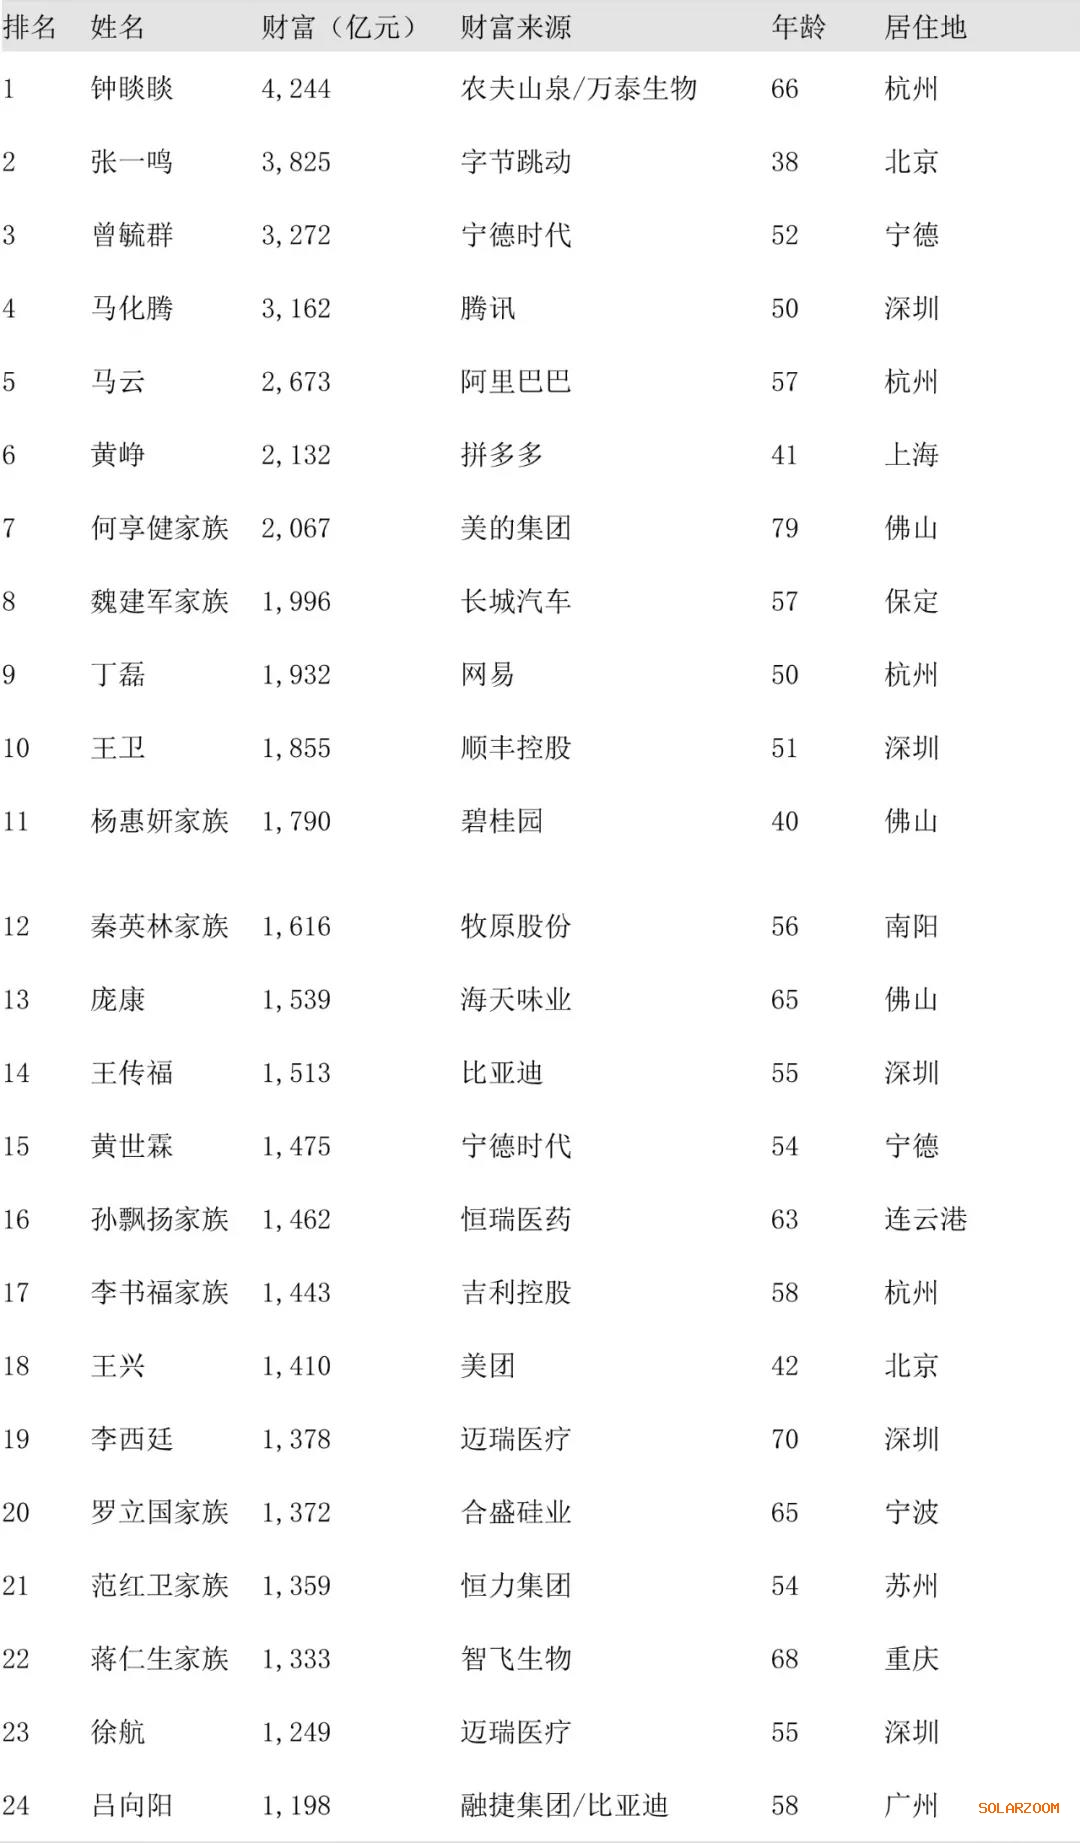 排名 姓名 财富（亿元） 财富来源 年龄 居住地
1 钟睒睒 4,244 农夫山泉/万泰生物 66 杭州
2 张一鸣 3,825 字节跳动 38 北京
3 曾毓群 3,272 宁德时代 52 宁德
4 马化腾 3,162 腾讯 50 深圳
5 马云 2,673 阿里巴巴 57 杭州
6 黄峥 2,132 拼多多 41 上海
7 何享健家族 2,067 美的集团 79 佛山
8 魏建军家族 1,996 长城汽车 57 保定
9 丁磊 1,932 网易 50 杭州
10 王卫 1,855 顺丰控股 51 深圳
11 杨惠妍家族 1,790 碧桂园 40 佛山
12 秦英林家族 1,616 牧原股份 56 南阳
13 庞康 1,539 海天味业 65 佛山
14 王传福 1,513 比亚迪 55 深圳
15 黄世霖 1,475 宁德时代 54 宁德
16 孙飘扬家族 1,462 恒瑞医药 63 连云港
17 李书福家族 1,443 吉利控股 58 杭州
18 王兴 1,410 美团 42 北京
19 李西廷 1,378 迈瑞医疗 70 深圳
20 罗立国家族 1,372 合盛硅业 65 宁波
21 范红卫家族 1,359 恒力集团 54 苏州
22 蒋仁生家族 1,333 智飞生物 68 重庆
23 徐航 1,249 迈瑞医疗 55 深圳
24 吕向阳 1,198 融捷集团/比亚迪 58 广州
SOLARZOOM